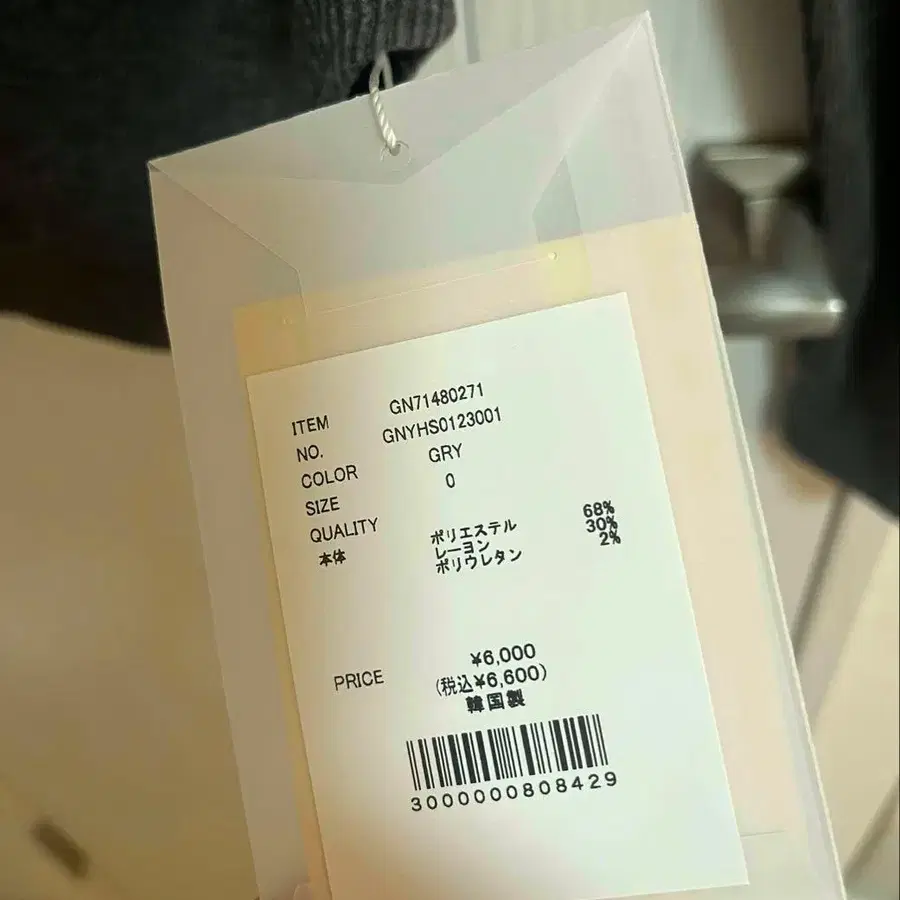 ITEM GN71480271
NO. GNYHS0123001
COLOR GRY
SIZE 0
QUALITY
本体 ポリエステル 68%
レーヨン 30%
ポリウレタン 2%
PRICE ¥6,000
(税込¥6,600)
韓国製
3000000808429